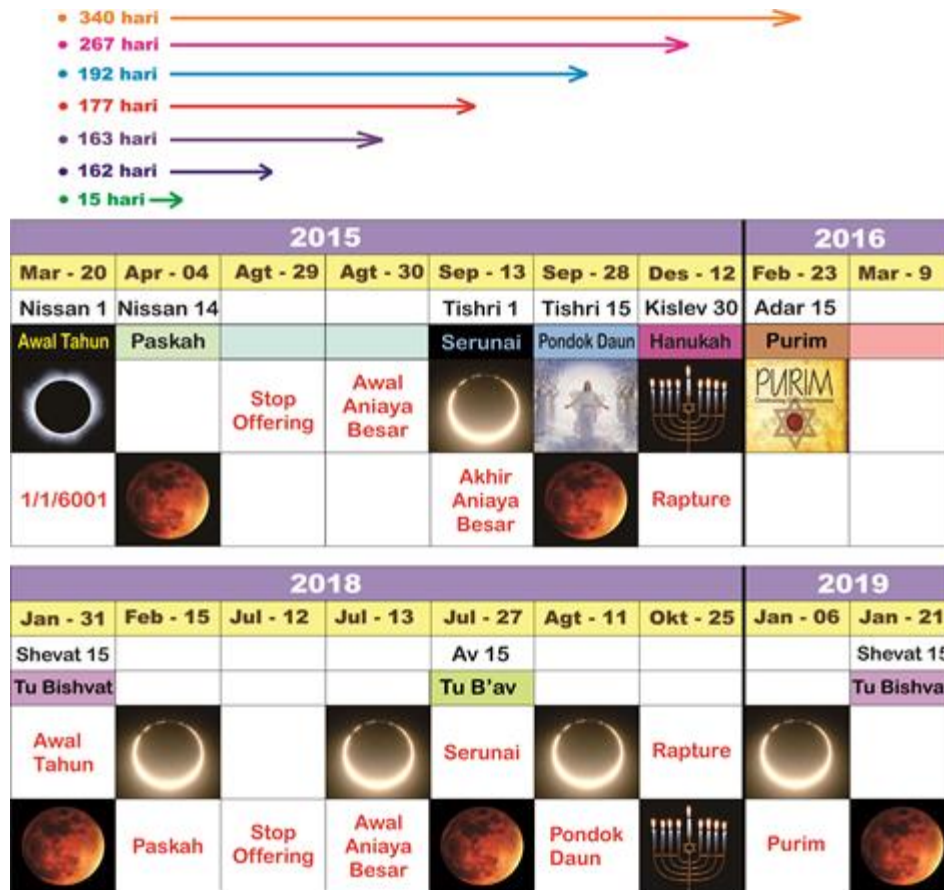 • 340 hari
• 267 hari
• 192 hari
• 177 hari
• 163 hari
• 162 hari
• 15 hari
2015 2016
Mar - 20 Apr - 04 Agt - 29 Agt - 30 Sep - 13 Sep - 28 Des - 12 Feb - 23 Mar - 9
Nissan 1 Nissan 14 Tishri 1 Tishri 15 Kislev 30 Adar 15
Awal Tahun Paskah Serunai Pondok Daun Hanukah Purim
Stop
Offering
Awal
Aniaya
Besar
PURIM
1/1/6001
Akhir
Aniaya
Besar
Rapture
2018 2019
Jan - 31 Feb - 15 Jul - 12 Jul - 13 Jul - 27 Agt - 11 Okt - 25 Jan - 06 Jan - 21
Shevat 15 Av 15 Shevat 15
Tu Bishvat Tu B'av Tu Bishva
Awal
Tahun
Serunai
Rapture
Paskah
Stop
Offering
Awal
Aniaya
Besar
Pondok
Daun
Purim